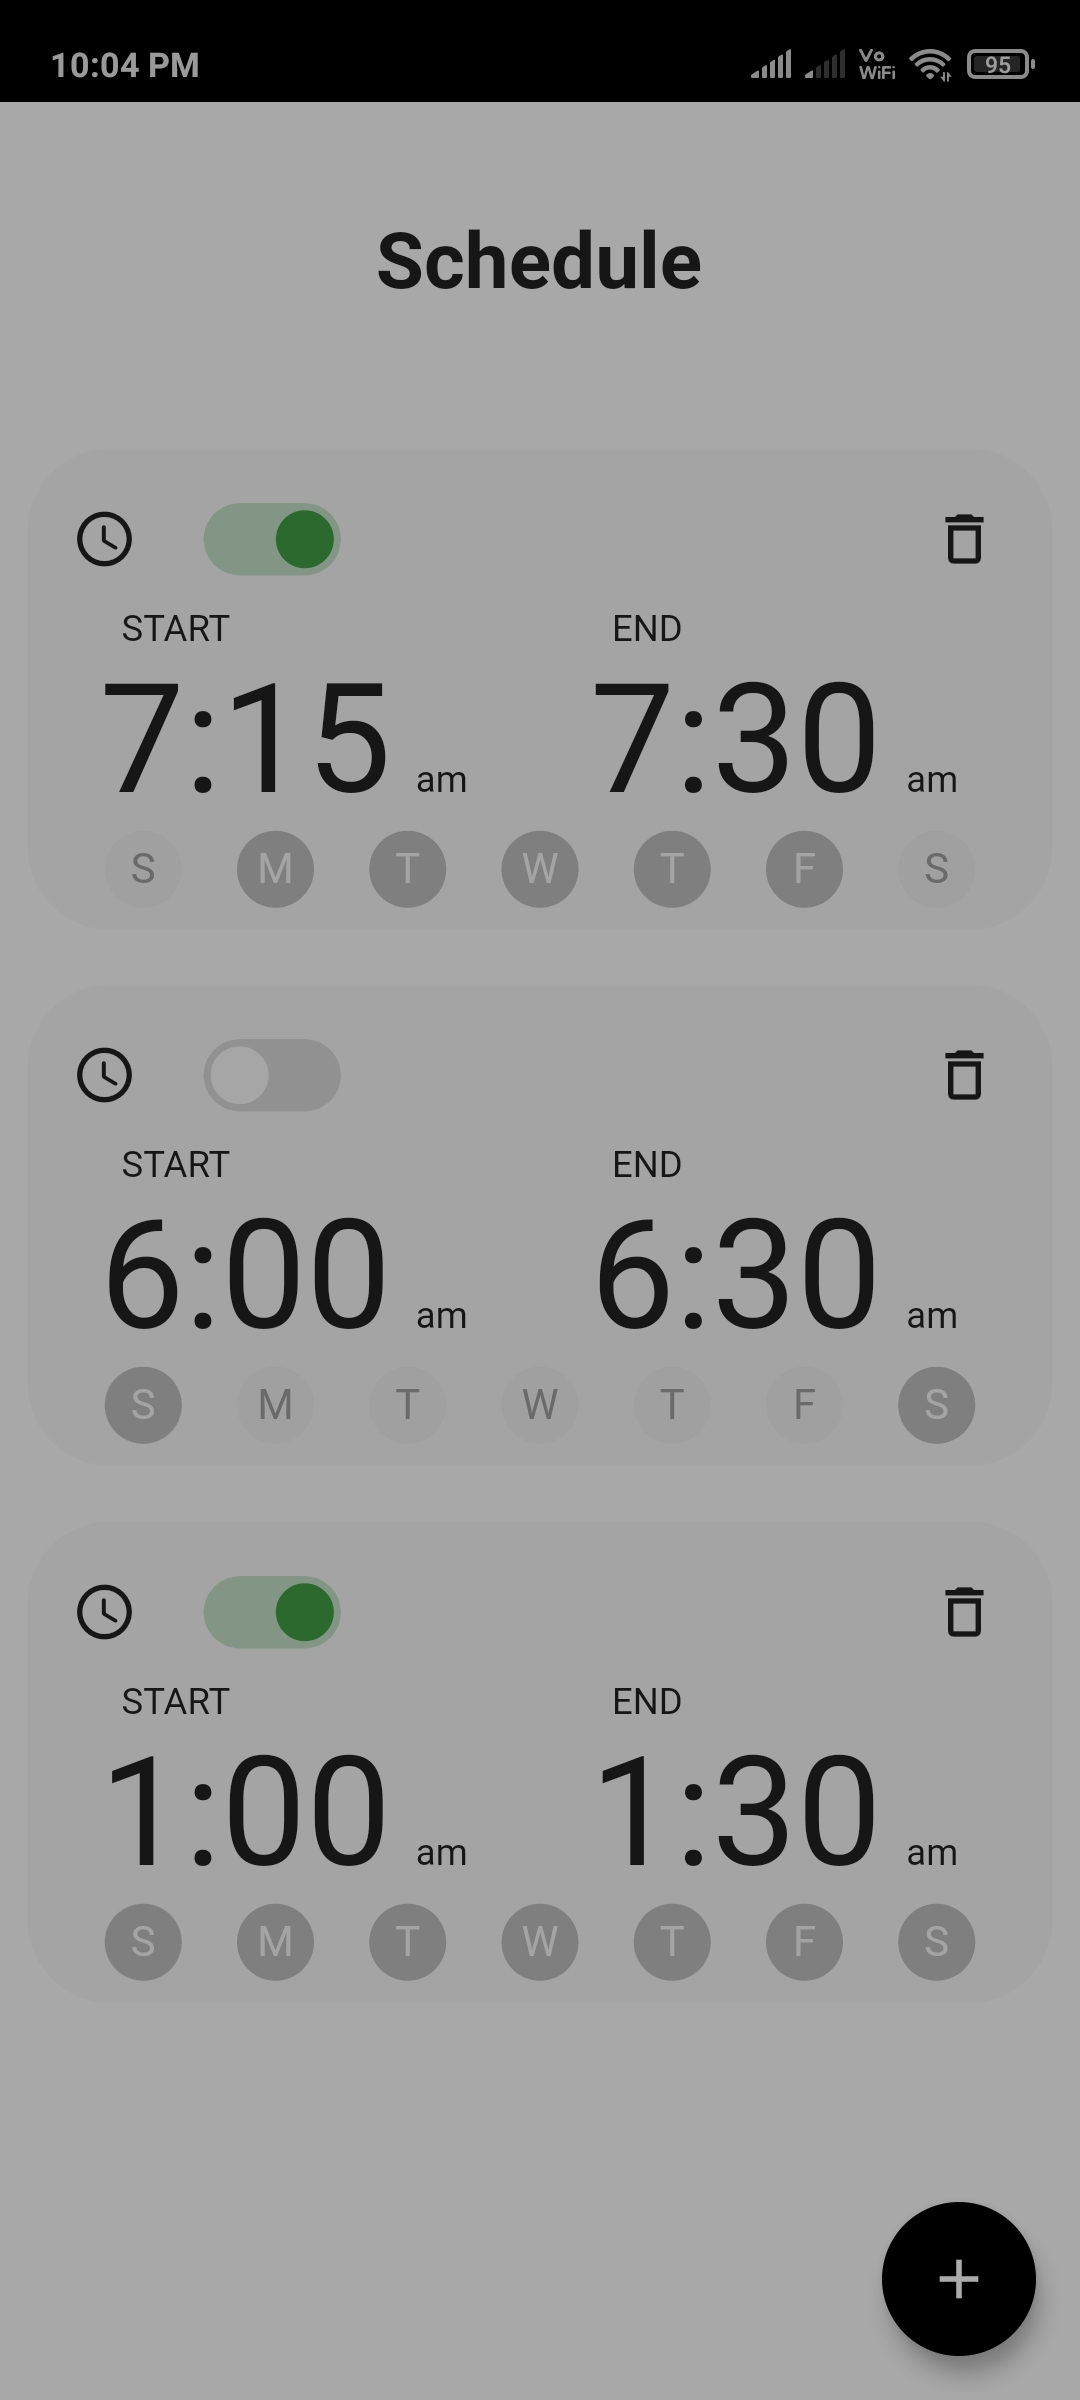 10:04 PM Vo WiFi 95
Schedule
START END
7:15 am 7:30 am
S M T W T F S
START END
6:00 am 6:30 am
S M T W T F S
START END
1:00 am 1:30 am
S M T W T F S